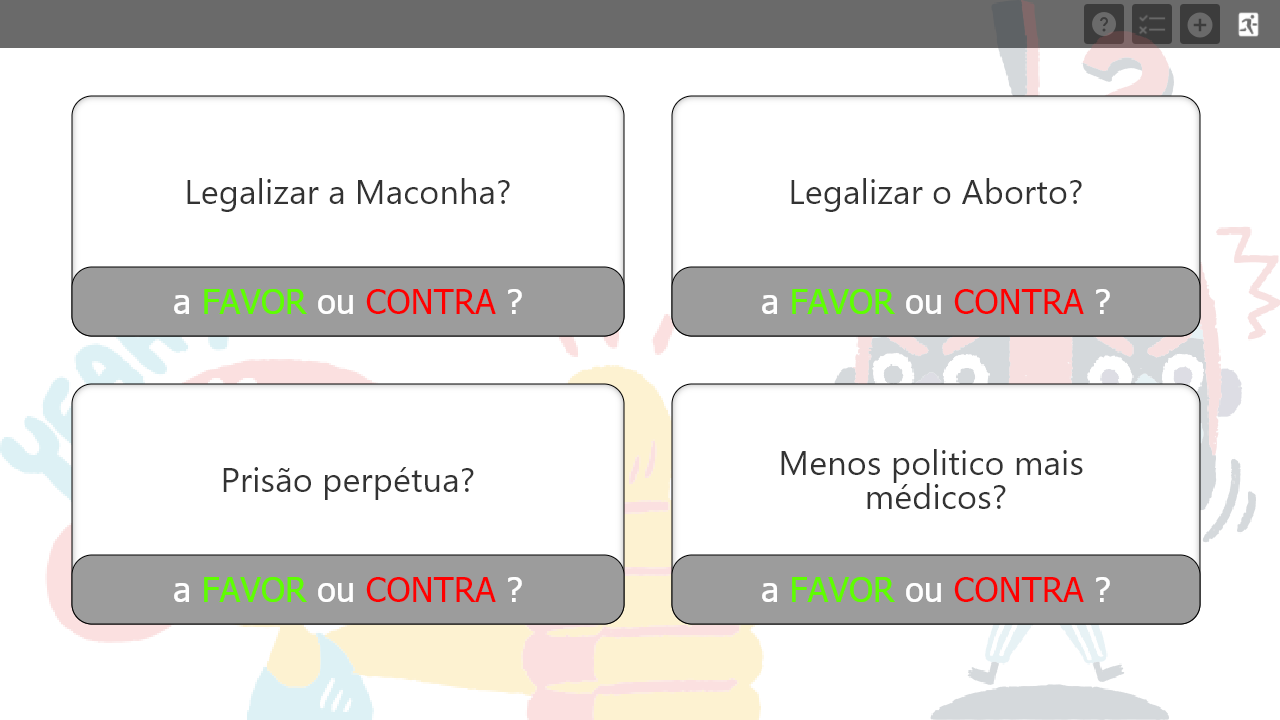 Legalizar a Maconha?
a FAVOR ou CONTRA ?
Legalizar o Aborto?
a FAVOR ou CONTRA ?
Prisão perpétua?
a FAVOR ou CONTRA ?
Menos politico mais
médicos?
a FAVOR ou CONTRA ?